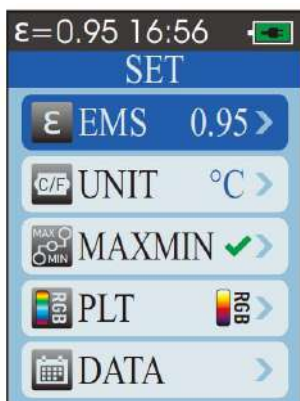 ε=0.95 16:56
SET
ε EMS 0.95 >
C/F UNIT °C >
MAX MIN MAXMIN ✔ >
RGB PLT RGB >
DATA >